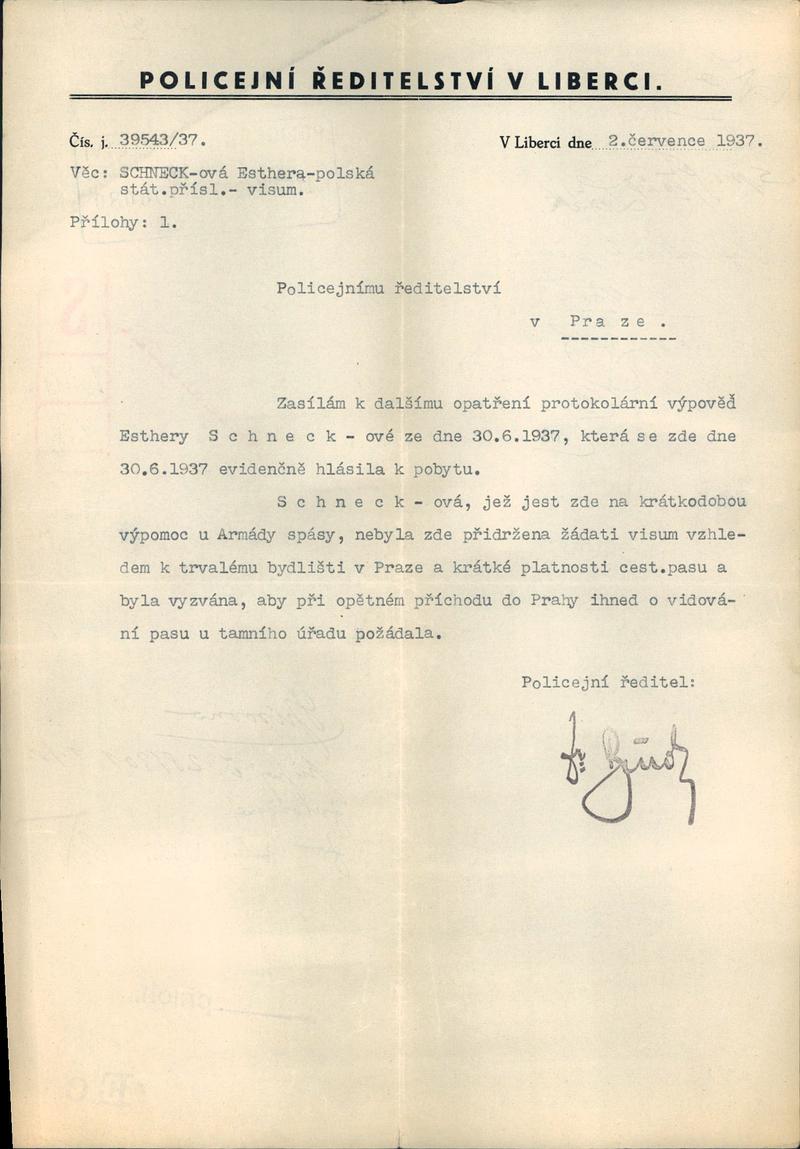 POLICEJNÍ ŘEDITELSTVÍ V LIBERCI.
Čís. j. 39543/37.
V Liberci dne 2.července 1937.
Věc: SCHNECK-ová Esthera-polská
stát.přísl.- visum.
Přílohy: 1.
Policejnímu ředitelství
v Praze.
Zasílám k dalšímu opatření protokolární výpověď
Esthery S c h n e c k - ové ze dne 30.6.1937, která se zde dne
30.6.1937 evidenčně hlásila k pobytu.
S c h n e c k - ová, jež jest zde na krátkodobou
výpomoc u Armády spásy, nebyla zde přidržena žádati visum vzhle-
dem k trvalému bydlišti v Praze a krátké platnosti cest.pasu a
byla vyzvána, aby při opětném příchodu do Prahy ihned o vidová-
ní pasu u tamního úřadu požádala.
Policejní ředitel: